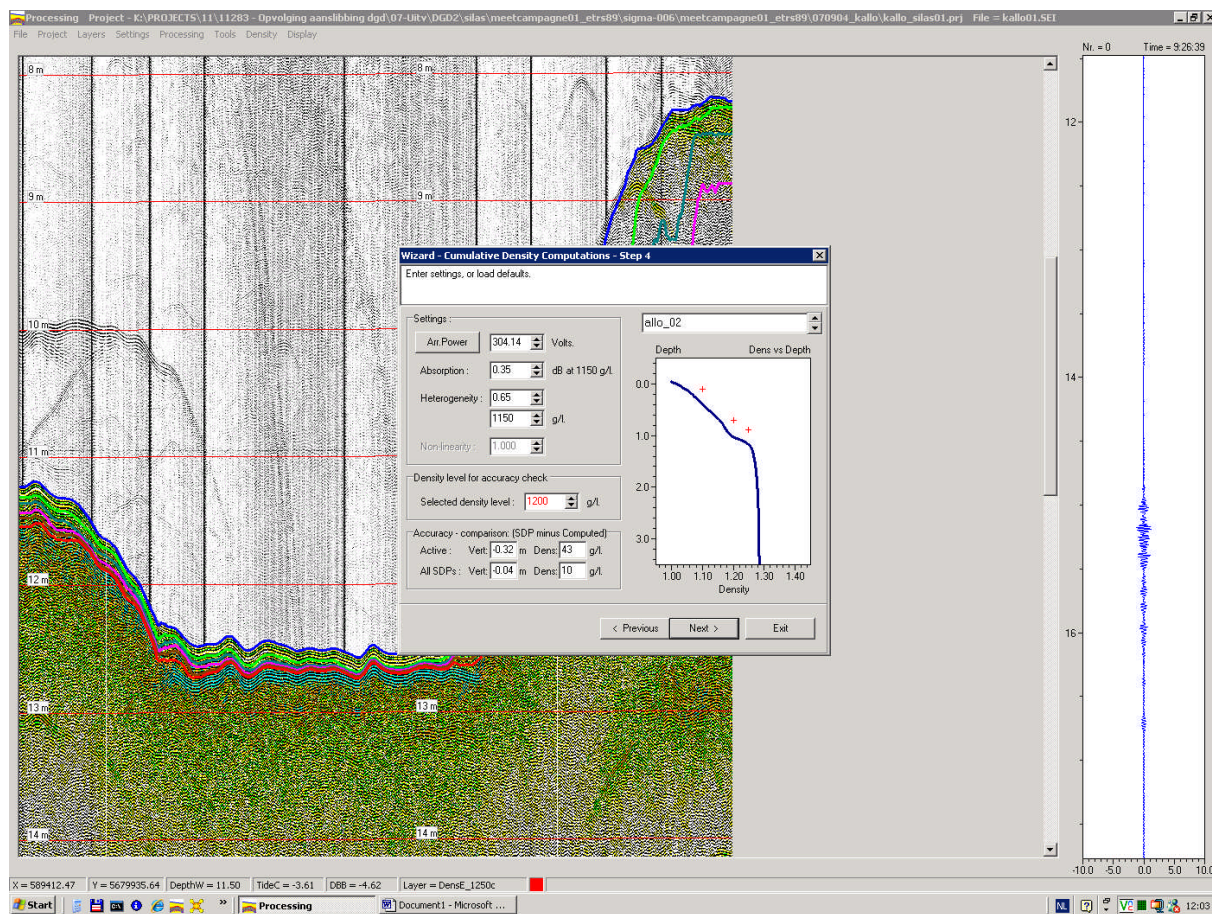 Processing Project - K:\PROJECTS\11\11283 - Opvolging aanslibbing dgd\07-Uitv\DGD2\silas\meetcampagne01_etrs89\sigma-006\meetcampagne01_etrs89\070904_kallo\kallo_silas01.prj File = kallo01.SEI
File Project Layers Settings Processing Tools Density Display
Nr. = 0 Time = 9:26:39
8 m 8 m
12
9 m 9 m
Wizard - Cumulative Density Computations - Step 4
Enter settings, or load defaults.
Settings :
allo_02
10 m
Arr.Power 304.14 Volts.
Depth Dens vs Depth
Absorption : 0.35 dB at 1150 g/l.
0.0
14
Heterogeneity : 0.65
1150 g/l.
1.0
Non-linearity : 1.000
11 m
Density level for accuracy check
2.0
Selected density level : 1200 g/l.
Accuracy - comparison: (SDP minus Computed)
3.0
Active : Vert: -0.32 m Dens: 43 g/l.
All SDPs : Vert: -0.04 m Dens: 10 g/l.
1.00 1.10 1.20 1.30 1.40
Density
12 m
< Previous Next > Exit
16
13 m 13 m
14 m 14 m
-10.0 -5.0 0.0 5.0 10.0
X = 589412.47 Y = 5679935.64 DepthW = 11.50 TideC = -3.61 DBB = -4.62 Layer = DensE_1250c
Start » Processing Document1 - Microsoft ... NL 12:03